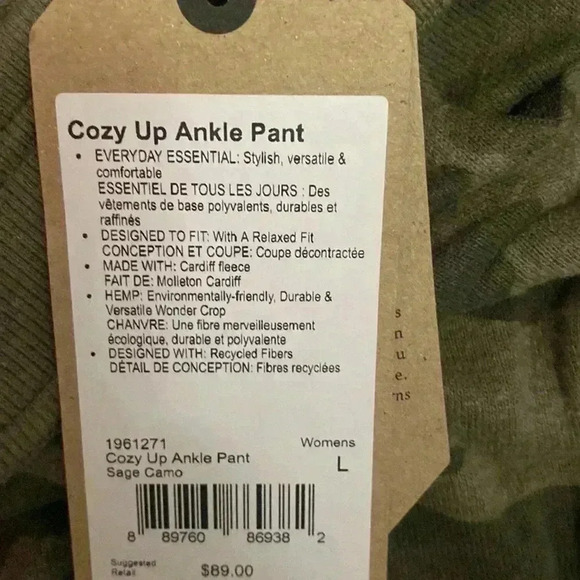 Cozy Up Ankle Pant
• EVERYDAY ESSENTIAL: Stylish, versatile &
comfortable
ESSENTIEL DE TOUS LES JOURS : Des
vêtements de base polyvalents, durables et
raffinés
• DESIGNED TO FIT: With A Relaxed Fit
CONCEPTION ET COUPE: Coupe décontractée
• MADE WITH: Cardiff fleece
FAIT DE: Molleton Cardiff
• HEMP: Environmentally-friendly, Durable &
Versatile Wonder Crop
CHANVRE: Une fibre merveilleusement
écologique, durable et polyvalente
• DESIGNED WITH: Recycled Fibers
DÉTAIL DE CONCEPTION: Fibres recyclées
s
n
u
e.
ns
1961271 Womens
Cozy Up Ankle Pant L
Sage Camo
8 89760 86938 2
Suggested
Retail $89.00